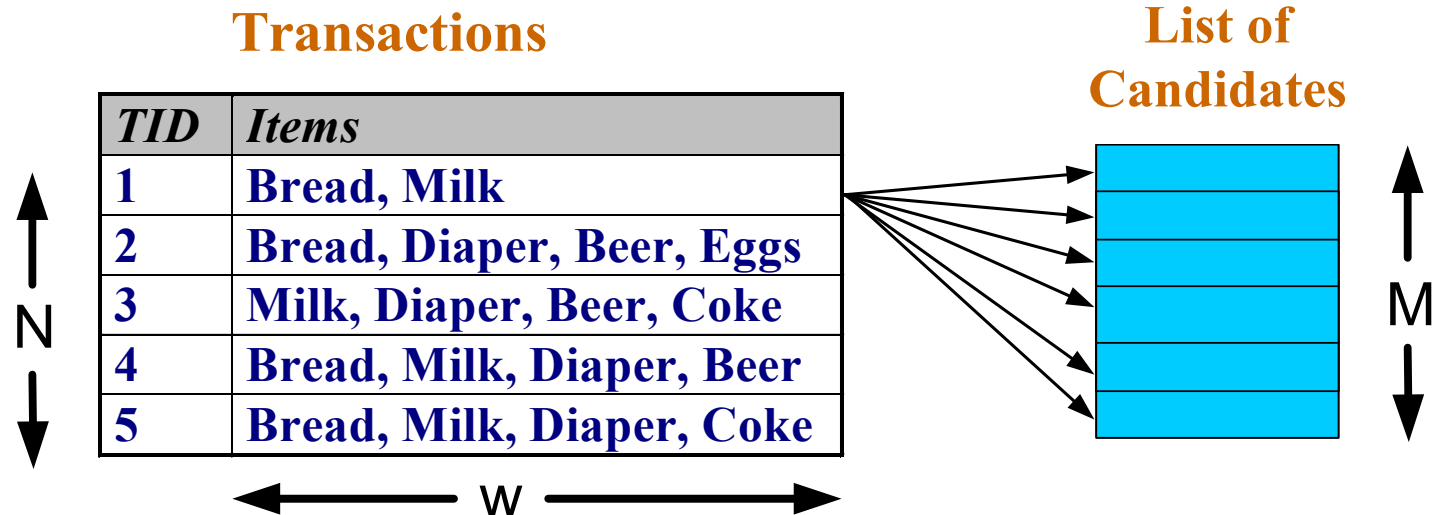 Transactions
List of
Candidates
TID Items
1 Bread, Milk
2 Bread, Diaper, Beer, Eggs
3 Milk, Diaper, Beer, Coke
4 Bread, Milk, Diaper, Beer
5 Bread, Milk, Diaper, Coke
N
M
w